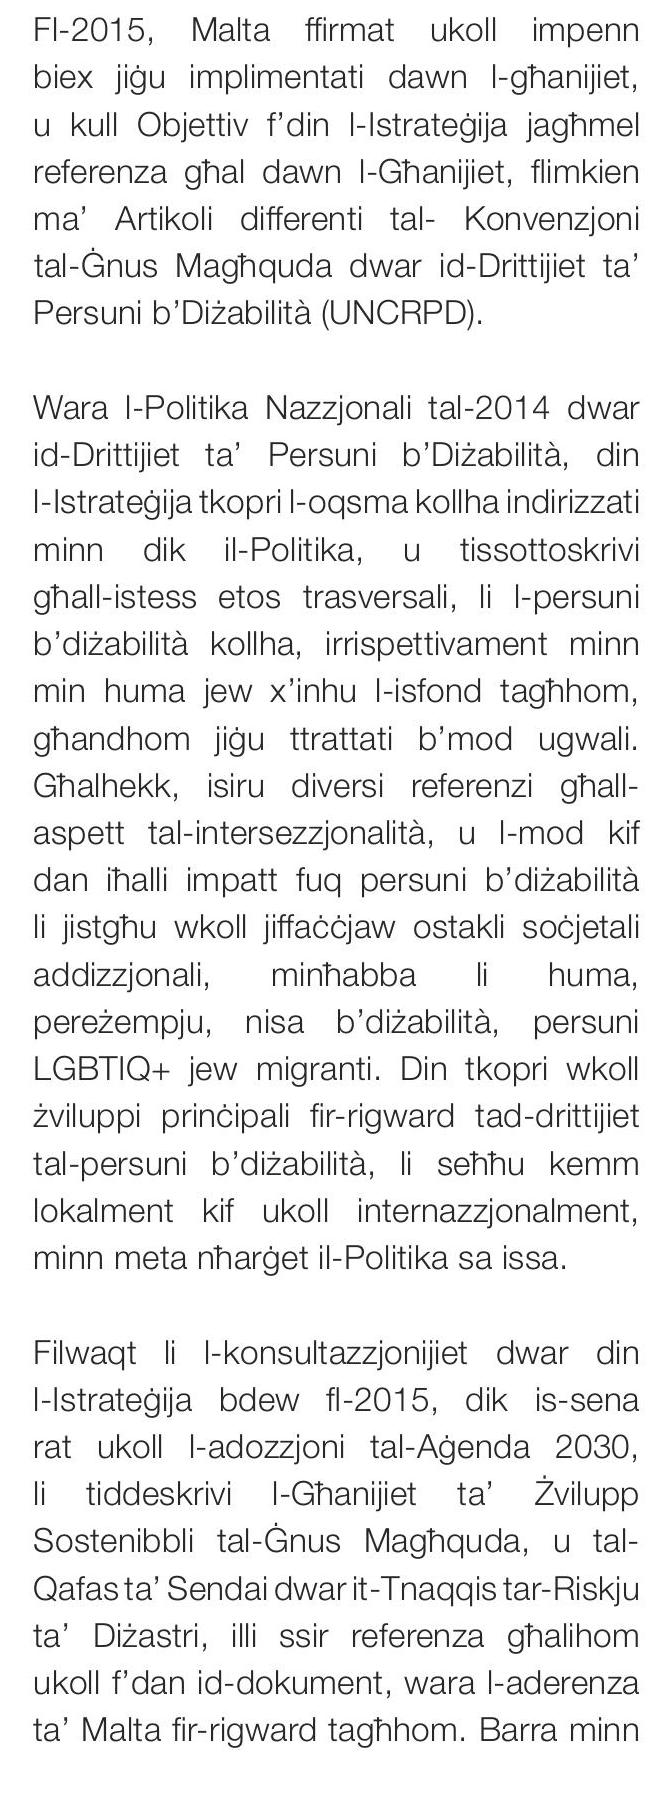 Fl-2015, Malta ffirmat ukoll impenn
biex jiġu implimentati dawn l-għanijiet,
u kull Objettiv f’din l-Istrateġija jagħmel
referenza għal dawn l-Għanijiet, flimkien
ma’ Artikoli differenti tal- Konvenzjoni
tal-Ġnus Magħquda dwar id-Drittijiet ta’
Persuni b’Diżabilità (UNCRPD).
Wara l-Politika Nazzjonali tal-2014 dwar
id-Drittijiet ta’ Persuni b’Diżabilità, din
l-Istrateġija tkopri l-oqsma kollha indirizzati
minn dik il-Politika, u tissottoskrivi
għall-istess etos trasversali, li l-persuni
b’diżabilità kollha, irrispettivament minn
min huma jew x’inhu l-isfond tagħhom,
għandhom jiġu ttrattati b’mod ugwali.
Għalhekk, isiru diversi referenzi għall-
aspett tal-intersezzjonalità, u l-mod kif
dan iħalli impatt fuq persuni b’diżabilità
li jistgħu wkoll jiffaċċjaw ostakli soċjetali
addizzjonali, minħabba li huma,
pereżempju, nisa b’diżabilità, persuni
LGBTIQ+ jew migranti. Din tkopri wkoll
żviluppi prinċipali fir-rigward tad-drittijiet
tal-persuni b’diżabilità, li seħħu kemm
lokalment kif ukoll internazzjonalment,
minn meta nħarġet il-Politika sa issa.
Filwaqt li l-konsultazzjonijiet dwar din
l-Istrateġija bdew fl-2015, dik is-sena
rat ukoll l-adozzjoni tal-Aġenda 2030,
li tiddeskrivi l-Għanijiet ta’ Żvilupp
Sostenibbli tal-Ġnus Magħquda, u tal-
Qafas ta’ Sendai dwar it-Tnaqqis tar-Riskju
ta’ Diżastri, illi ssir referenza għalihom
ukoll f’dan id-dokument, wara l-aderenza
ta’ Malta fir-rigward tagħhom. Barra minn